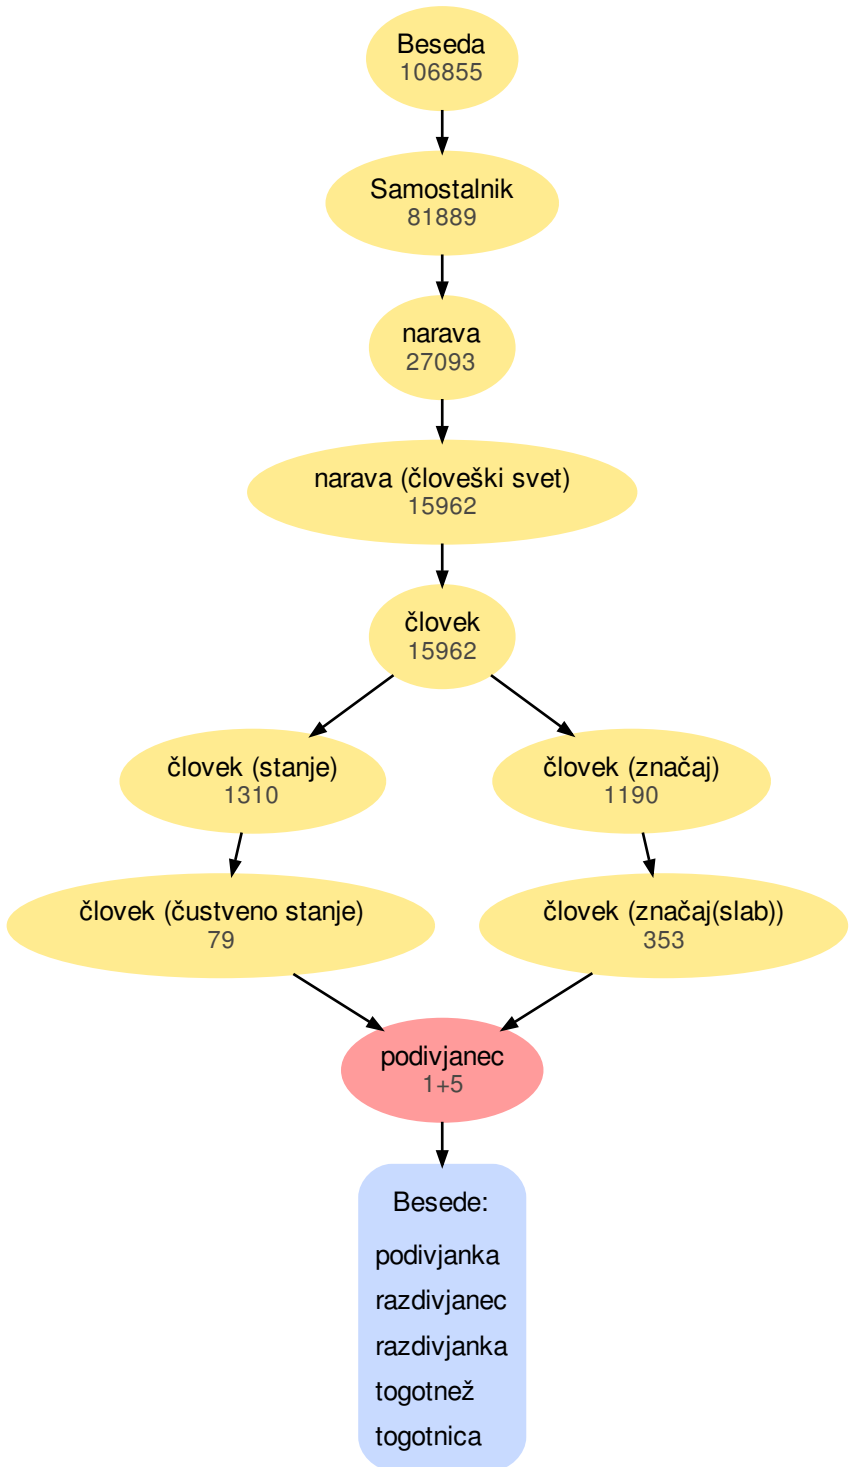 Beseda
106855
Samostalnik
81889
narava
27093
narava (človeški svet)
15962
človek
15962
človek (stanje)
1310
človek (značaj)
1190
človek (čustveno stanje)
79
človek (značaj(slab))
353
podivjanec
1+5
Besede:
podivjanka
razdivjanec
razdivjanka
togotnež
togotnica